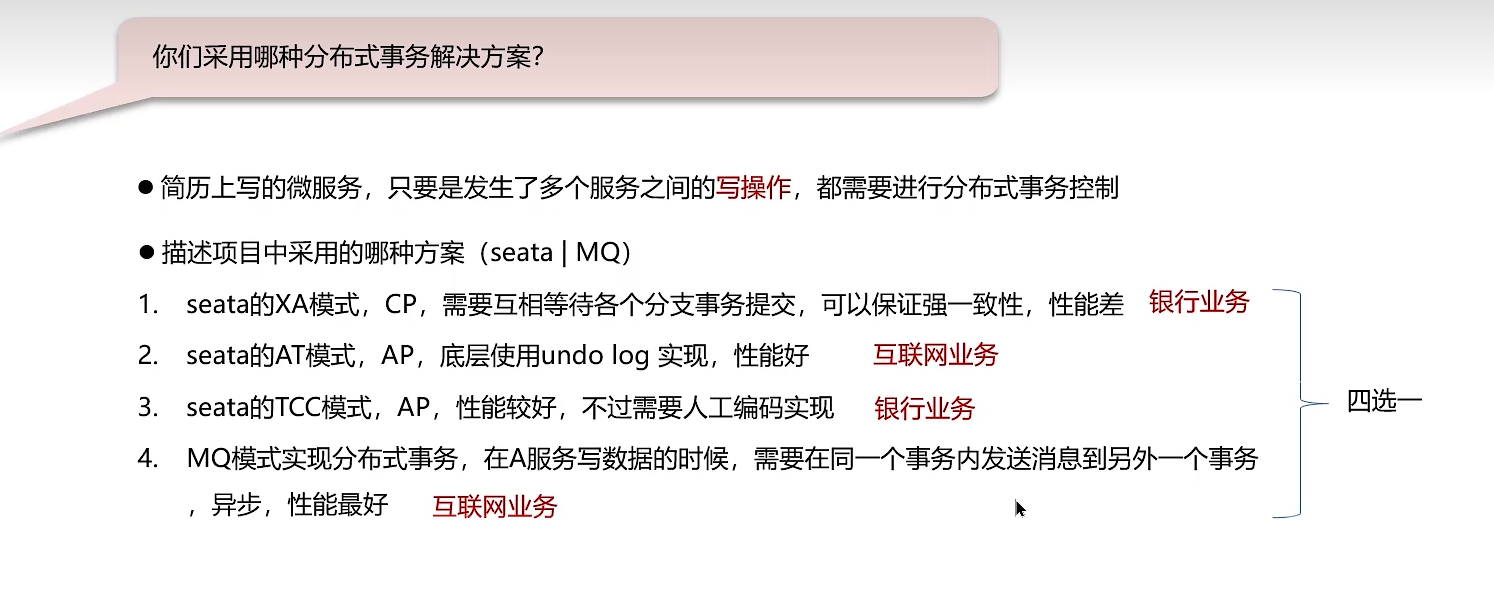 你们采用哪种分布式事务解决方案？
● 简历上写的微服务，只要是发生了多个服务之间的写操作，都需要进行分布式事务控制
● 描述项目中采用的哪种方案（seata | MQ）
1. seata的XA模式，CP，需要互相等待各个分支事务提交，可以保证强一致性，性能差 银行业务
2. seata的AT模式，AP，底层使用undo log 实现，性能好 互联网业务
四选一
3. seata的TCC模式，AP，性能较好，不过需要人工编码实现 银行业务
4. MQ模式实现分布式事务，在A服务写数据的时候，需要在同一个事务内发送消息到另外一个事务
，异步，性能最好 互联网业务